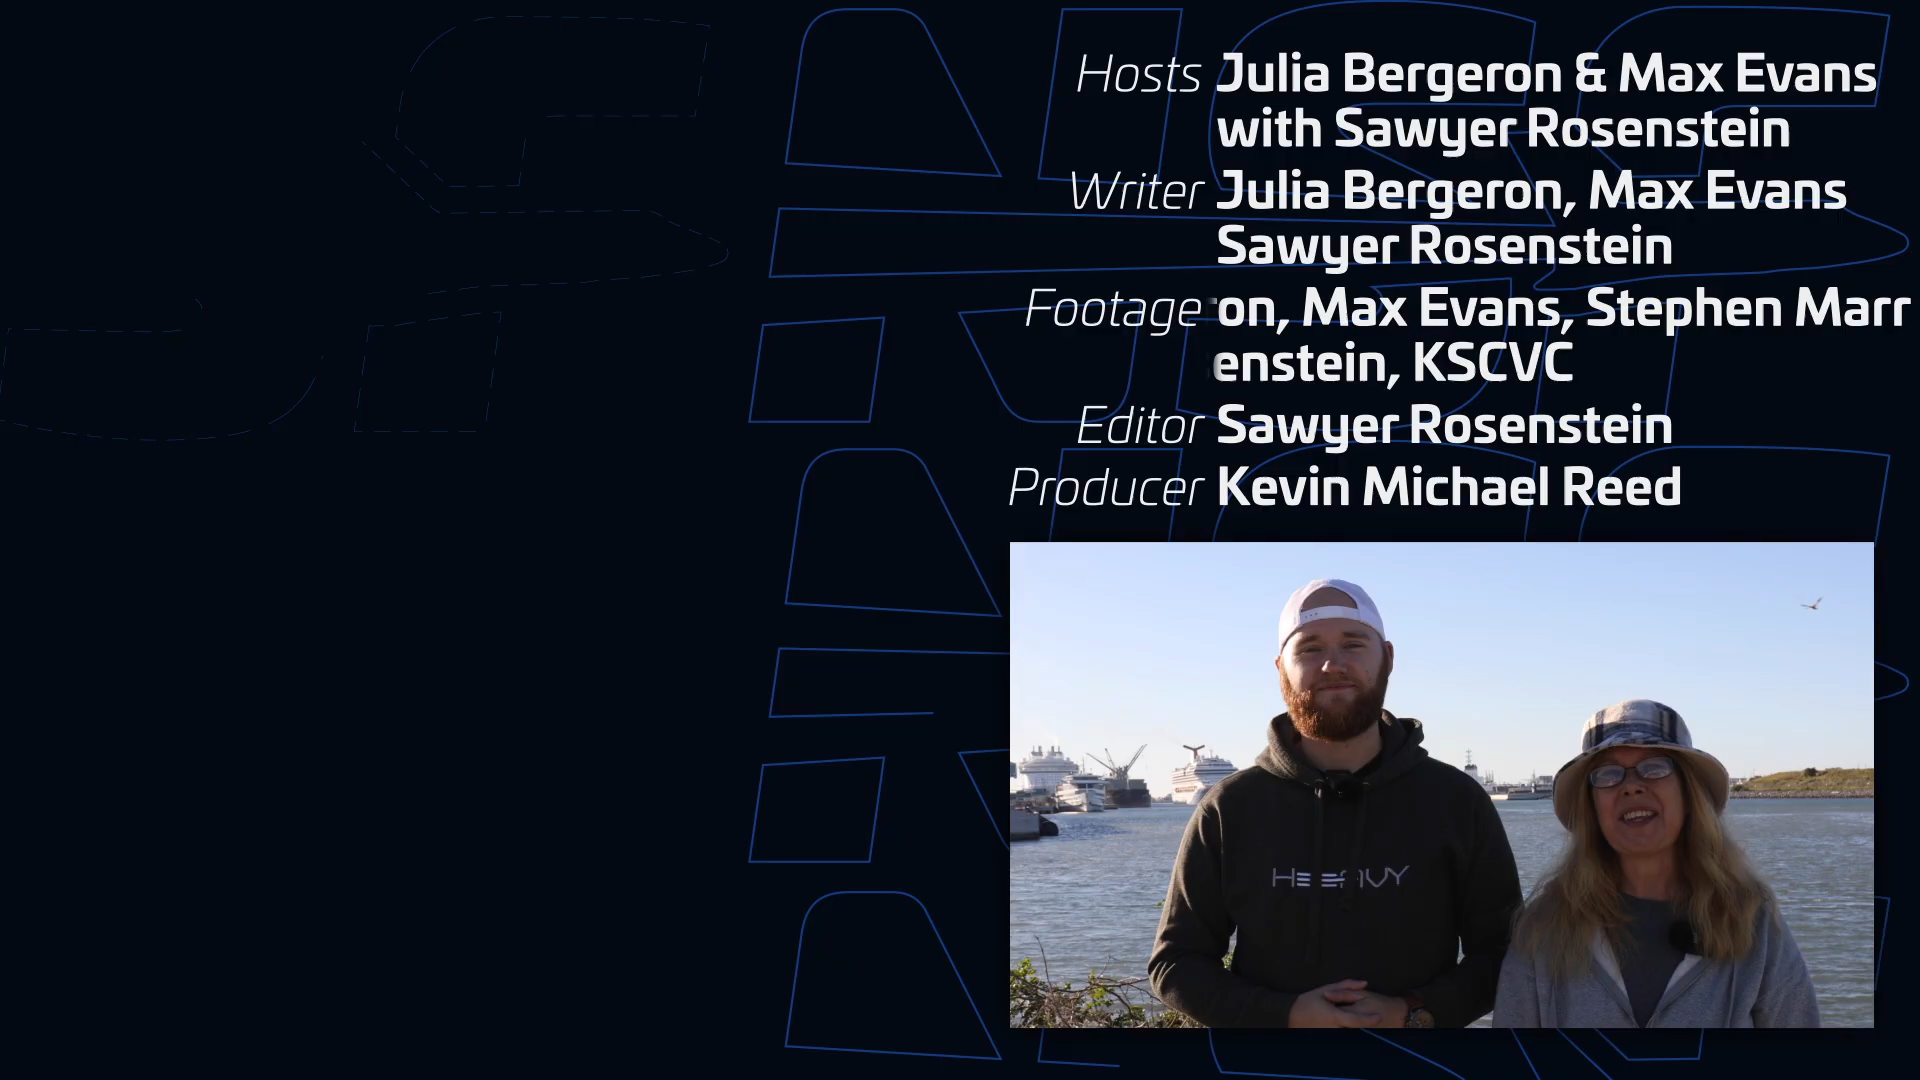 Hosts Julia Bergeron & Max Evans
with Sawyer Rosenstein
Writer Julia Bergeron, Max Evans
Sawyer Rosenstein
Footage on, Max Evans, Stephen Marr
enstein, KSCVC
Editor Sawyer Rosenstein
Producer Kevin Michael Reed
HEEAVY